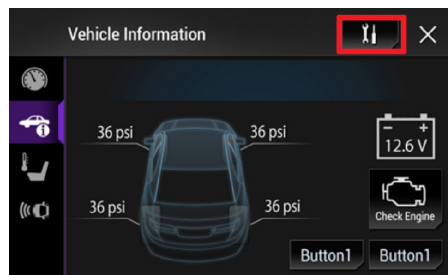 Vehicle Information
36 psi
36 psi
12.6 V
36 psi
36 psi
Check Engine
Button1
Button1